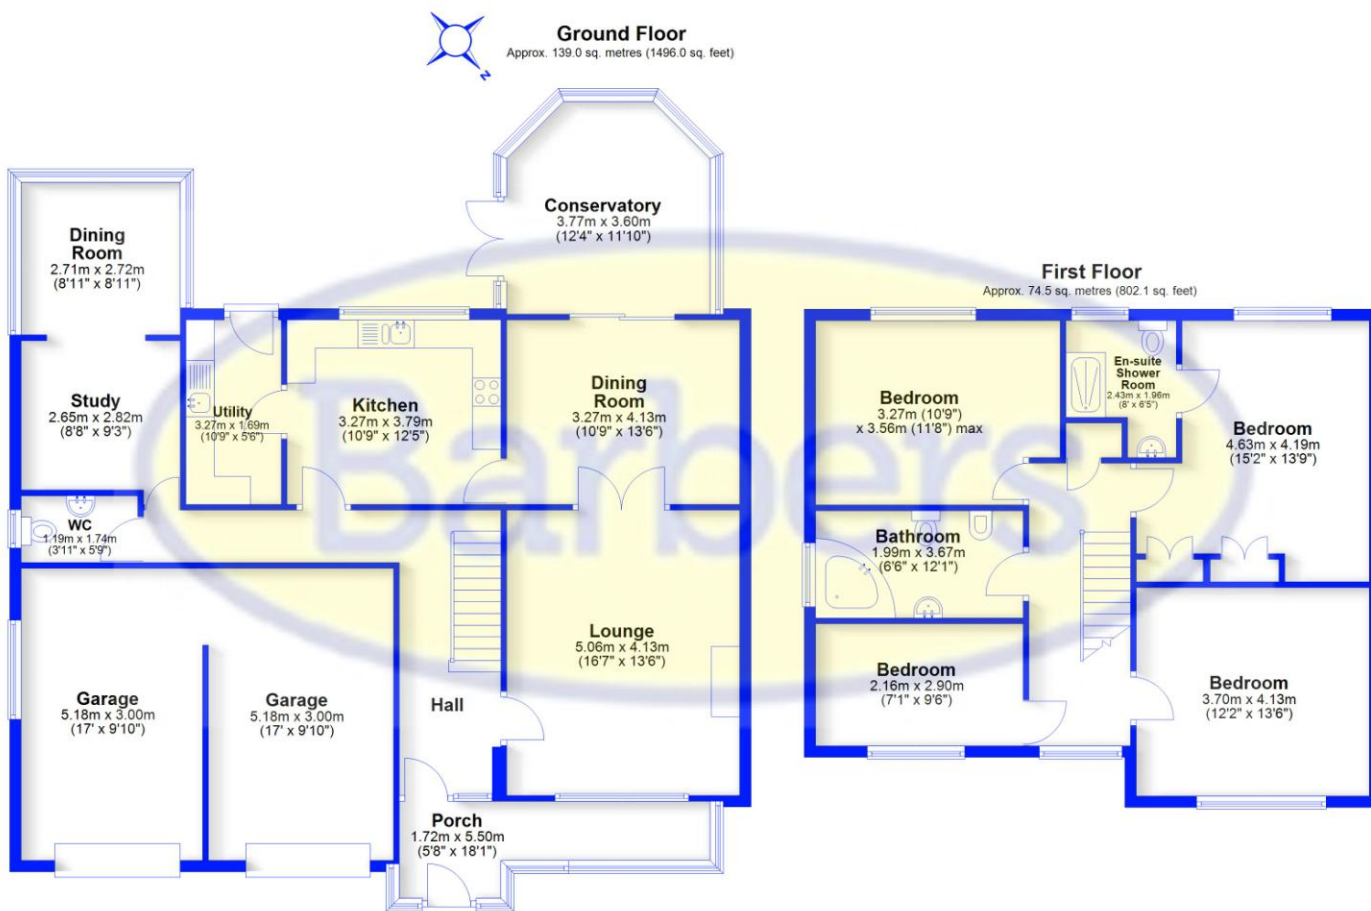 Ground Floor
Approx. 139.0 sq. metres (1496.0 sq. feet)
N
Conservatory
3.77m x 3.60m
(12'4" x 11'10")
Dining
Room
2.71m x 2.72m
(8'11" x 8'11")
Study
2.65m x 2.82m
(8'8" x 9'3")
Utility
3.27m x 1.69m
(10'9" x 5'6")
Kitchen
3.27m x 3.79m
(10'9" x 12'5")
Dining
Room
3.27m x 4.13m
(10'9" x 13'6")
WC
1.19m x 1.74m
(3'11" x 5'9")
Lounge
5.06m x 4.13m
(16'7" x 13'6")
Garage
5.18m x 3.00m
(17' x 9'10")
Garage
5.18m x 3.00m
(17' x 9'10")
Hall
Porch
1.72m x 5.50m
(5'8" x 18'1")
First Floor
Approx. 74.5 sq. metres (802.1 sq. feet)
Bedroom
3.27m (10'9")
x 3.56m (11'8") max
En-suite
Shower
Room
2.43m x 1.96m
(8' x 6'5")
Bedroom
4.63m x 4.19m
(15'2" x 13'9")
Bathroom
1.99m x 3.67m
(6'6" x 12'1")
Bedroom
2.16m x 2.90m
(7'1" x 9'6")
Bedroom
3.70m x 4.13m
(12'2" x 13'6")
Barbers